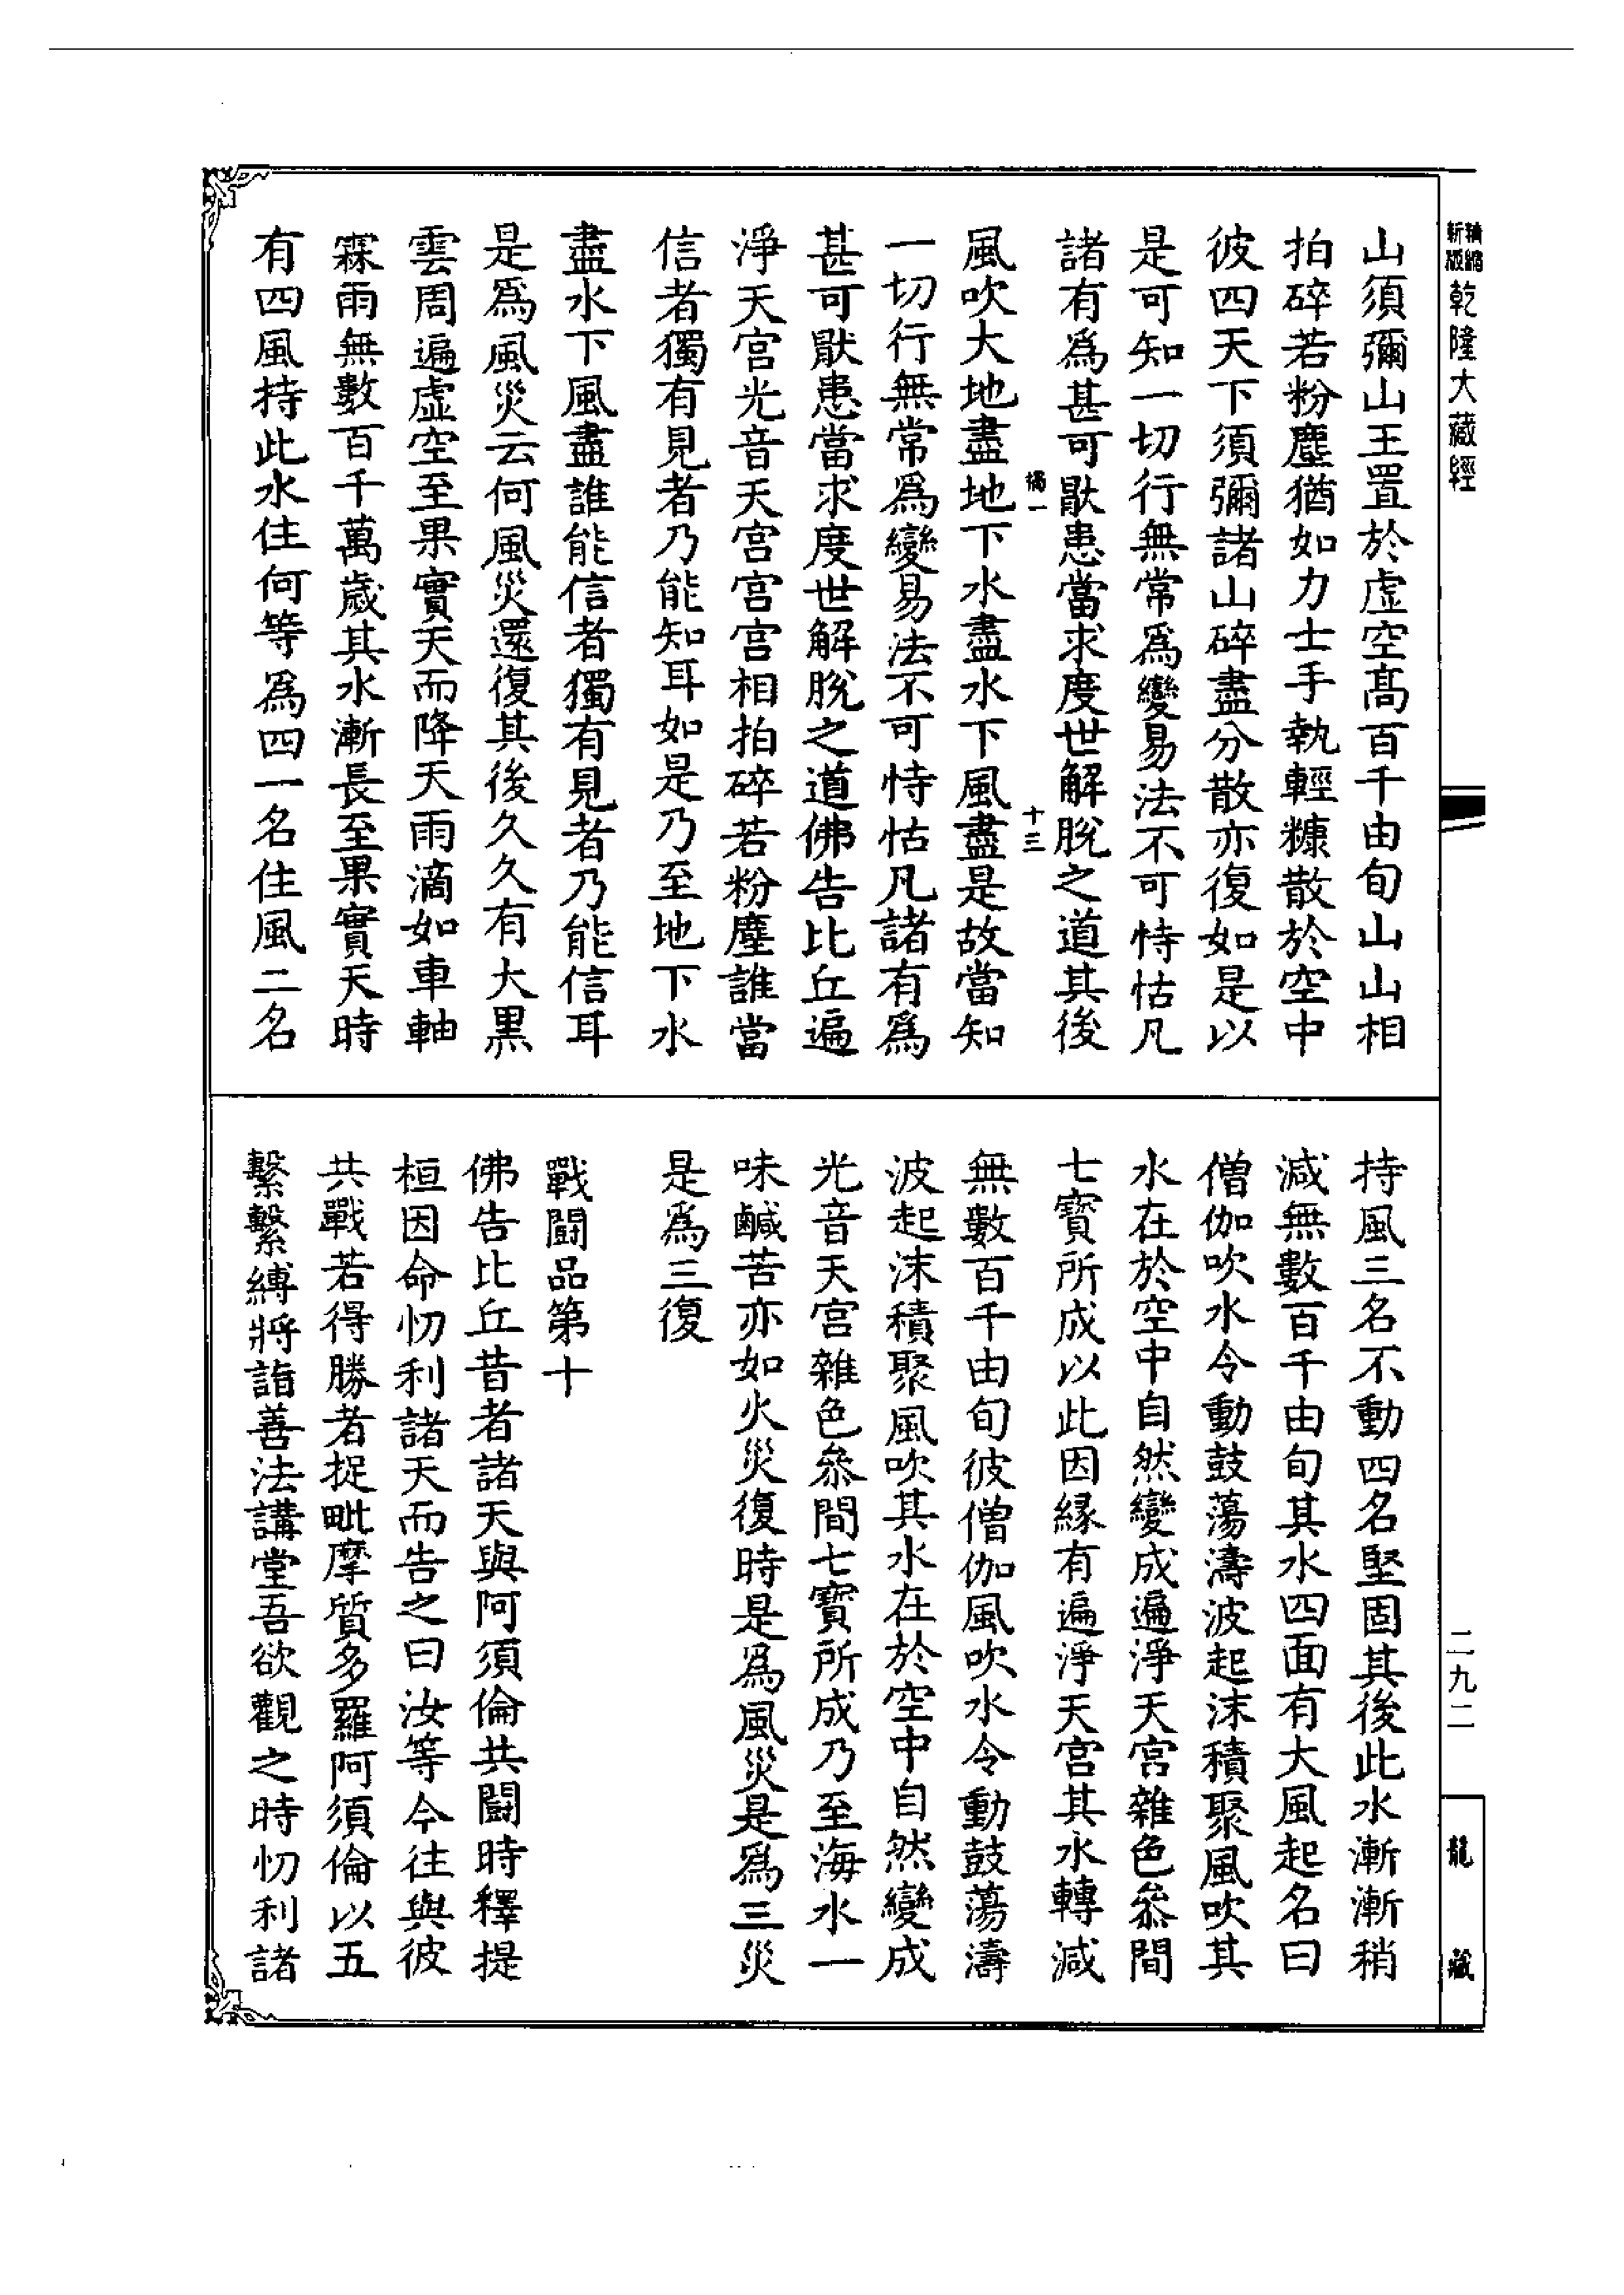 新版
乾隆大藏經
山須彌山王置於虛空高百千由旬山山相
拍碎若粉塵猶如力士手執輕糠散於空中
彼四天下須彌諸山碎盡分散亦復如是以
是可知一切行無常為變易法不可恃怙凡
諸有為甚可厭患當求度世解脫之道其後
十三
風吹大地盡地下水盡水下風盡是故當知
一切行無常為變易法不可恃怙凡諸有為
甚可厭患當求度世解脫之道佛告比丘遍
淨天宮光音天宮宮宮相拍碎若粉塵誰當
信者獨有見者乃能知耳如是乃至地下水
盡水下風盡誰能信者獨有見者乃能信耳
是為風災云何風災還復其後久久有大黑
雲周遍虛空至果實天而降天雨滴如車軸
霖雨無數百千萬歲其水漸長至果實天時
有四風持此水住何等為四一名住風二名
持風三名不動四名堅固其後此水漸漸稍
減無數百千由旬其水四面有大風起名曰
僧伽吹水令動鼓蕩濤波起沫積聚風吹其
水在於空中自然變成遍淨天宮雜色叅間
七寶所成以此因緣有遍淨天宮其水轉減
無數百千由旬彼僧伽風吹水令動鼓蕩濤
波起沫積聚風吹其水在於空中自然變成
光音天宮雜色叅間七寶所成乃至海水一
味鹹苦亦如火災復時是為風災是為三災
是為三復
戰鬪品第十
佛告比丘昔者諸天與阿須倫共鬪時釋提
桓因命忉利諸天而告之曰汝等今往與彼
共戰若得勝者捉毗摩質多羅阿須倫以五
繫繫縛將詣善法講堂吾欲觀之時忉利諸
二九二
龍藏